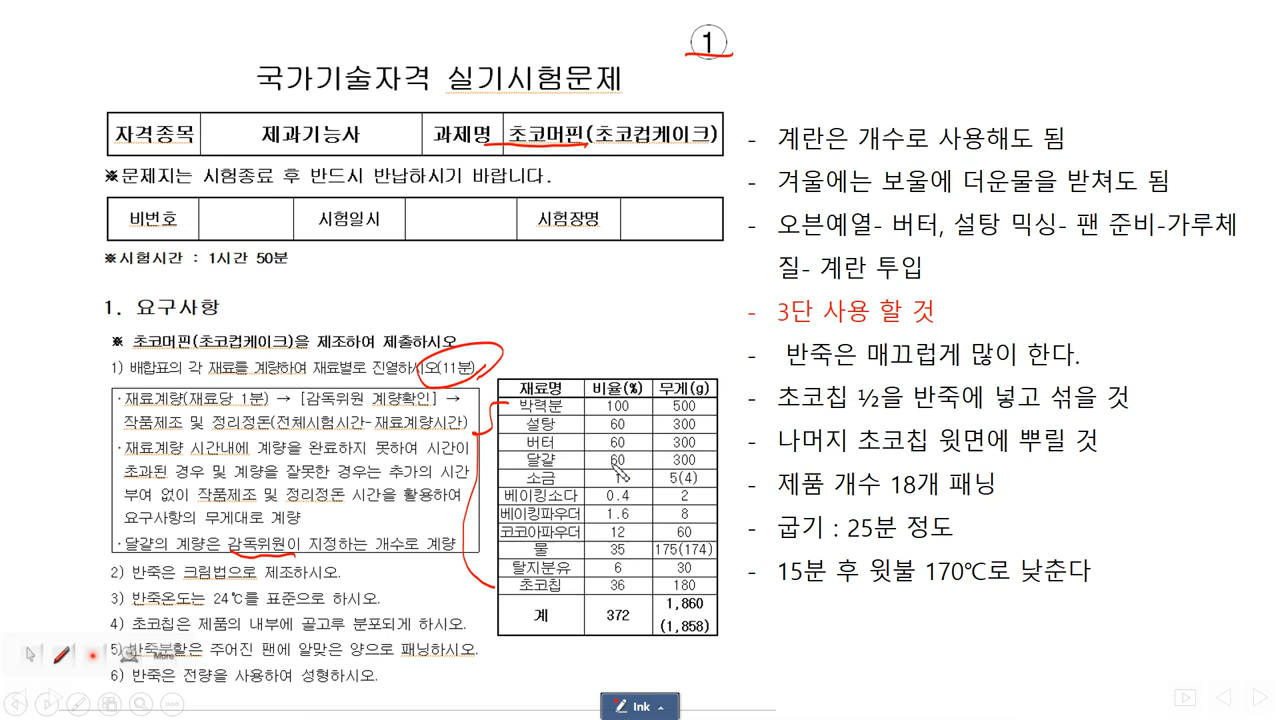 ①
국가기술자격 실기시험문제
자격종목 제과기능사 과제명 초코머핀(초코컵케이크)
※문제지는 시험종료 후 반드시 반납하시기 바랍니다.
비번호 시험일시 시험장명
※시험시간 : 1시간 50분
1. 요구사항
※ 초코머핀(초코컵케이크)을 제조하여 제출하시오
1) 배합표의 각 재료를 계량하여 재료별로 진열하시오(11분)
·재료계량(재료당 1분) → [감독위원 계량확인] →
작품제조 및 정리정돈(전체시험시간-재료계량시간)
·재료계량 시간내에 계량을 완료하지 못하여 시간이
초과된 경우 및 계량을 잘못한 경우는 추가의 시간
부여 없이 작품제조 및 정리정돈 시간을 활용하여
요구사항의 무게대로 계량
·달걀의 계량은 감독위원이 지정하는 개수로 계량
2) 반죽은 크림법으로 제조하시오.
3) 반죽온도는 24℃를 표준으로 하시오.
4) 초코칩은 제품의 내부에 골고루 분포되게 하시오.
5) 반죽분할은 주어진 팬에 알맞은 양으로 패닝하시오.
6) 반죽은 전량을 사용하여 성형하시오.
재료명 비율(%) 무게(g)
박력분 100 500
설탕 60 300
버터 60 300
달걀 60 300
소금 1 5(4)
베이킹소다 0.4 2
베이킹파우더 1.6 8
코코아파우더 12 60
물 35 175(174)
탈지분유 6 30
초코칩 36 180
계 372 1,860
(1,858)
- 계란은 개수로 사용해도 됨
- 겨울에는 보울에 더운물을 받쳐도 됨
- 오븐예열- 버터, 설탕 믹싱- 팬 준비-가루체
질- 계란 투입
- 3단 사용 할 것
- 반죽은 매끄럽게 많이 한다.
- 초코칩 ½을 반죽에 넣고 섞을 것
- 나머지 초코칩 윗면에 뿌릴 것
- 제품 개수 18개 패닝
- 굽기 : 25분 정도
- 15분 후 윗불 170℃로 낮춘다
More
Ink